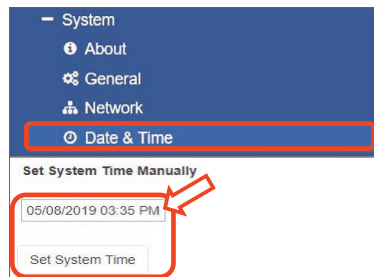 System
About
General
Network
Date & Time
Set System Time Manually
05/08/2019 03:35 PM
Set System Time